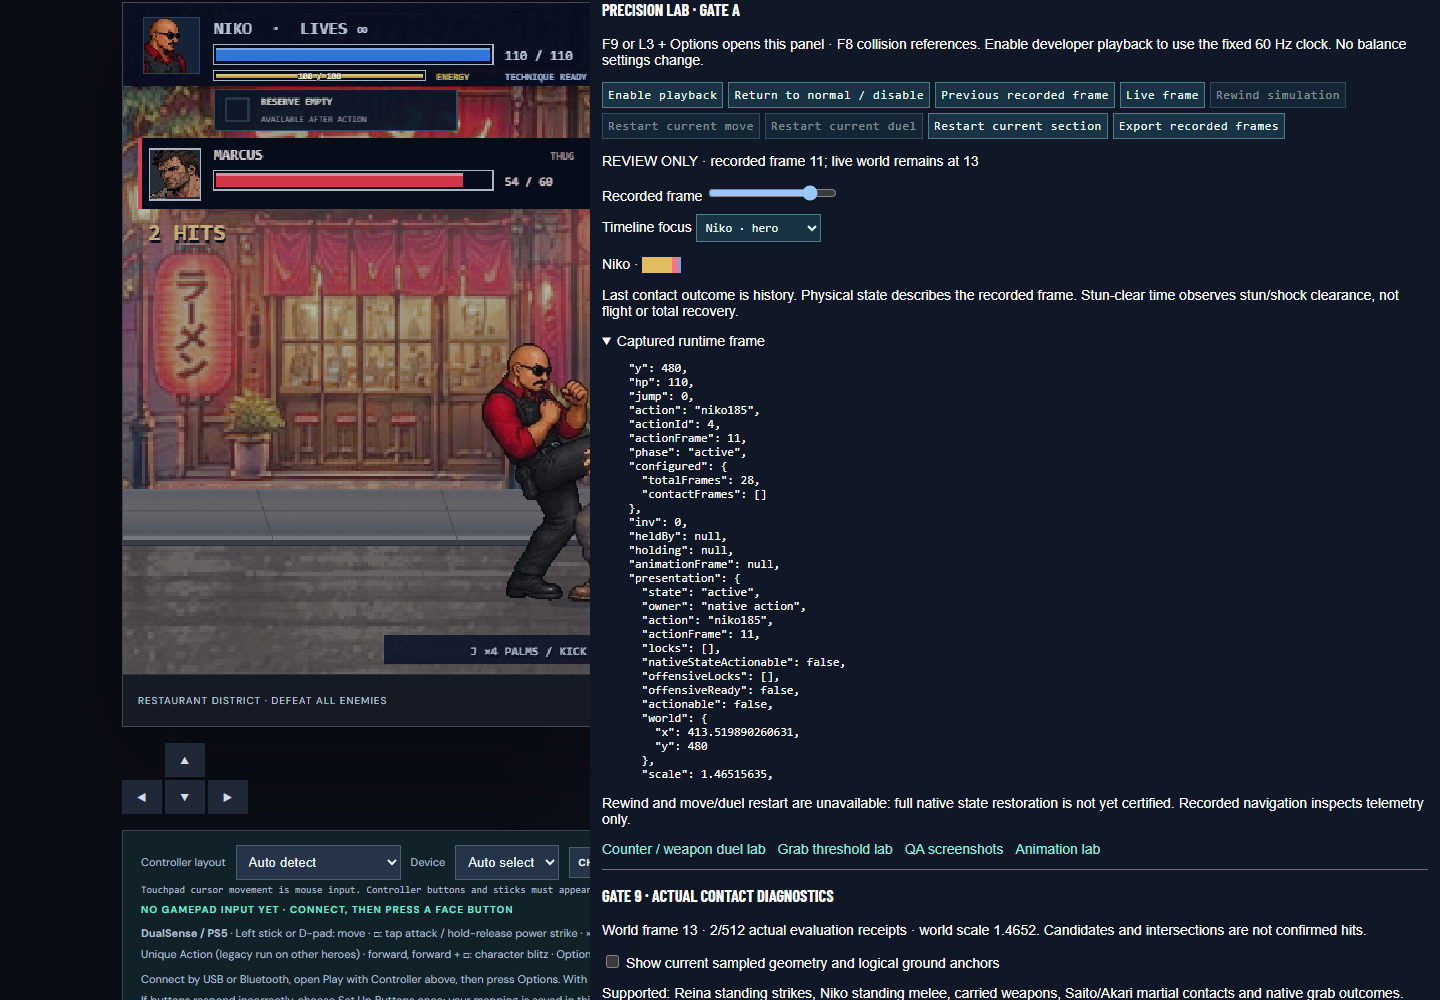 NIKO · LIVES ∞
110 / 110
100 / 100 ENERGY TECHNIQUE READY
RESERVE EMPTY
AVAILABLE AFTER ACTION
MARCUS THUG
54 / 60
2 HITS
ラーメン
J ×4 PALMS / KICK
RESTAURANT DISTRICT · DEFEAT ALL ENEMIES
▲
◀ ▼ ▶
Controller layout Auto detect Device Auto select CH
Touchpad cursor movement is mouse input. Controller buttons and sticks must appear
NO GAMEPAD INPUT YET · CONNECT, THEN PRESS A FACE BUTTON
DualSense / PS5 · Left stick or D-pad: move · □: tap attack / hold-release power strike · ×
Unique Action (legacy run on other heroes) · forward, forward + □: character blitz · Option
Connect by USB or Bluetooth, open Play with Controller above, then press Options. With
If buttons respond incorrectly, choose Set Up Buttons once; your mapping is saved in thi
PRECISION LAB · GATE A
F9 or L3 + Options opens this panel · F8 collision references. Enable developer playback to use the fixed 60 Hz clock. No balance
settings change.
Enable playback Return to normal / disable Previous recorded frame Live frame Rewind simulation
Restart current move Restart current duel Restart current section Export recorded frames
REVIEW ONLY · recorded frame 11; live world remains at 13
Recorded frame
Timeline focus Niko · hero
Niko ·
Last contact outcome is history. Physical state describes the recorded frame. Stun-clear time observes stun/shock clearance, not
flight or total recovery.
▼ Captured runtime frame
"y": 480,
"hp": 110,
"jump": 0,
"action": "niko185",
"actionId": 4,
"actionFrame": 11,
"phase": "active",
"configured": {
"totalFrames": 28,
"contactFrames": []
},
"inv": 0,
"heldBy": null,
"holding": null,
"animationFrame": null,
"presentation": {
"state": "active",
"owner": "native action",
"action": "niko185",
"actionFrame": 11,
"locks": [],
"nativeStateActionable": false,
"offensiveLocks": [],
"offensiveReady": false,
"actionable": false,
"world": {
"x": 413.519890260631,
"y": 480
},
"scale": 1.46515635,
Rewind and move/duel restart are unavailable: full native state restoration is not yet certified. Recorded navigation inspects telemetry
only.
Counter / weapon duel lab Grab threshold lab QA screenshots Animation lab
GATE 9 · ACTUAL CONTACT DIAGNOSTICS
World frame 13 · 2/512 actual evaluation receipts · world scale 1.4652. Candidates and intersections are not confirmed hits.
Show current sampled geometry and logical ground anchors
Supported: Reina standing strikes, Niko standing melee, carried weapons, Saito/Akari martial contacts and native grab outcomes.